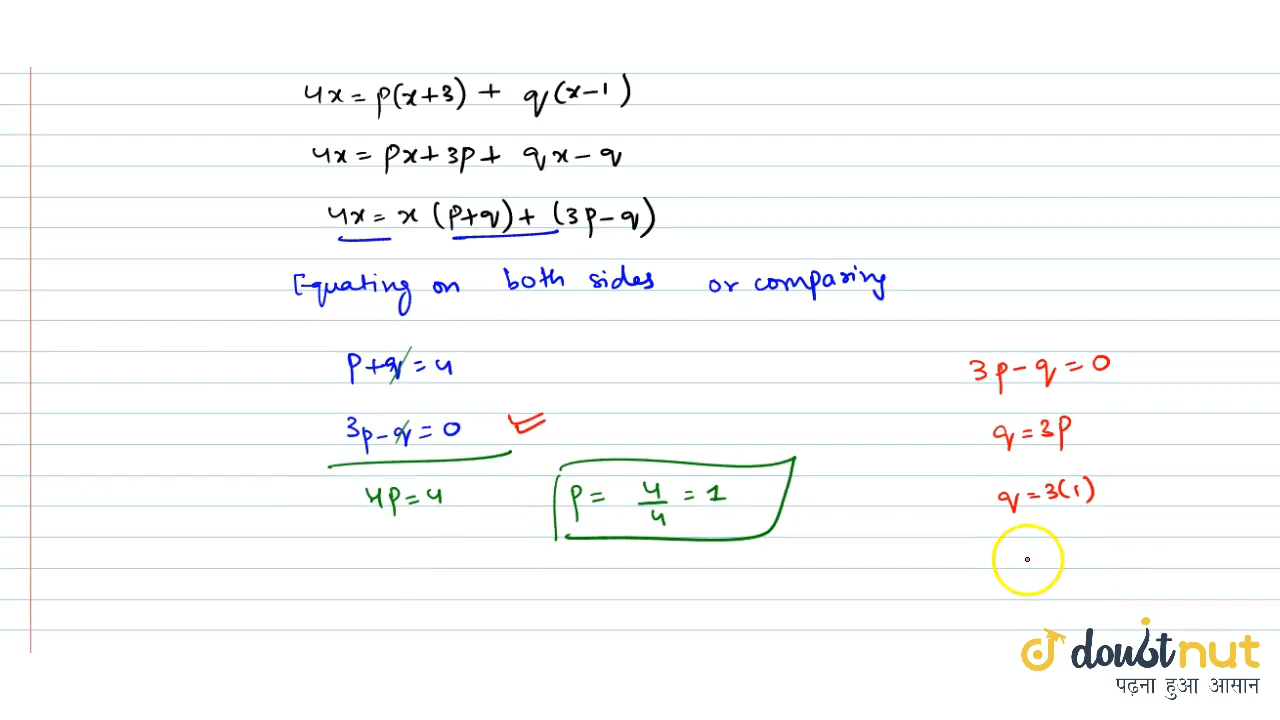 4x = p(x+3) + q(x-1)
4x = px + 3p + qx - q
4x = x (p+q) + (3p-q)
Equating on both sides or comparing
p+q = 4
3p-q = 0
4p = 4
p = 4/4 = 1
3p-q = 0
q = 3p
q = 3(1)
doubtnut
पढ़ना हुआ आसान